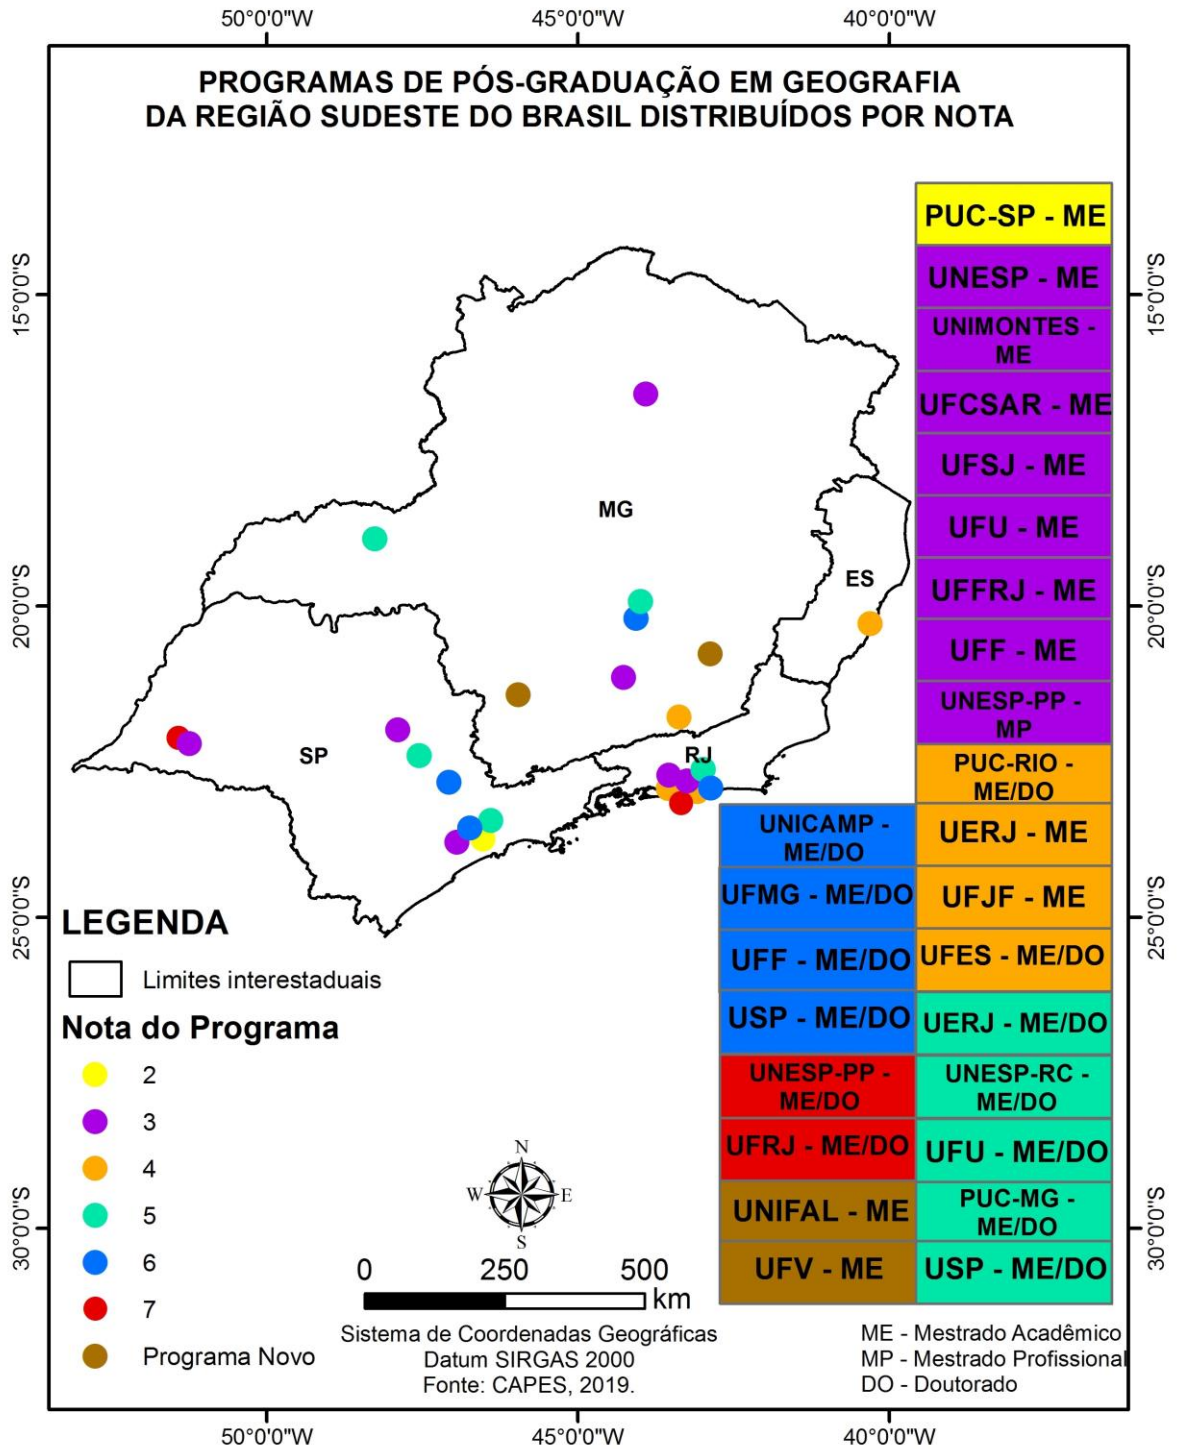 50°0'0"W 45°0'0"W 40°0'0"W
PROGRAMAS DE PÓS-GRADUAÇÃO EM GEOGRAFIA
DA REGIÃO SUDESTE DO BRASIL DISTRIBUÍDOS POR NOTA
15°0'0"S
20°0'0"S
25°0'0"S
30°0'0"S
MG
ES
SP
RJ
PUC-SP - ME
UNESP - ME
UNIMONTES -
ME
UFCSAR - ME
UFSJ - ME
UFU - ME
UFFRJ - ME
UFF - ME
UNESP-PP -
MP
PUC-RIO -
ME/DO
UERJ - ME
UFJF - ME
UFES - ME/DO
UERJ - ME/DO
UNESP-RC -
ME/DO
UFU - ME/DO
PUC-MG -
ME/DO
USP - ME/DO
UNICAMP -
ME/DO
UFMG - ME/DO
UFF - ME/DO
USP - ME/DO
UNESP-PP -
ME/DO
UFRJ - ME/DO
UNIFAL - ME
UFV - ME
15°0'0"S
20°0'0"S
25°0'0"S
30°0'0"S
LEGENDA
Limites interestaduais
Nota do Programa
2
3
4
5
6
7
Programa Novo
N
W E
S
0 250 500
km
Sistema de Coordenadas Geográficas
Datum SIRGAS 2000
Fonte: CAPES, 2019.
ME - Mestrado Acadêmico
MP - Mestrado Profissional
DO - Doutorado
50°0'0"W 45°0'0"W 40°0'0"W